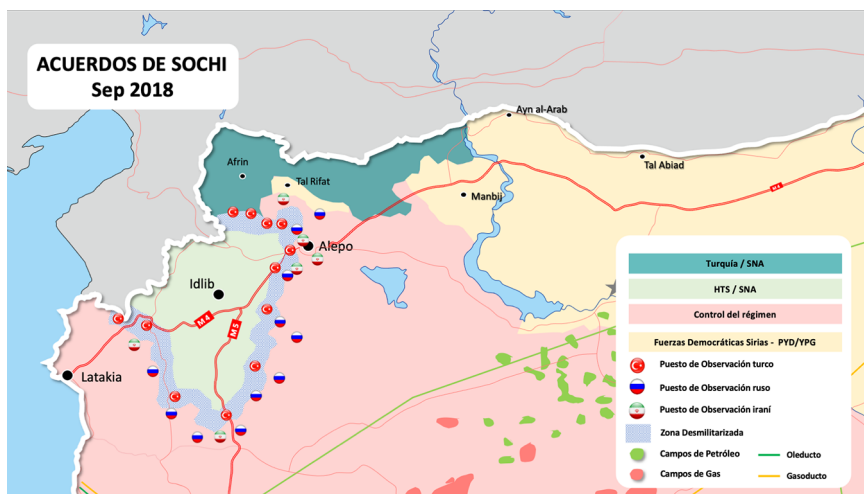 ACUERDOS DE SOCHI
Sep 2018
Ayn al-Arab
Afrin
Tal Rifat
Tal Abiad
Manbij
M4
Alepo
Idlib
M4
M5
Latakia
Turquía / SNA
HTS / SNA
Control del régimen
Fuerzas Democráticas Sirias - PYD/YPG
Puesto de Observación turco
Puesto de Observación ruso
Puesto de Observación iraní
Zona Desmilitarizada
Campos de Petróleo
Oleducto
Campos de Gas
Gasoducto